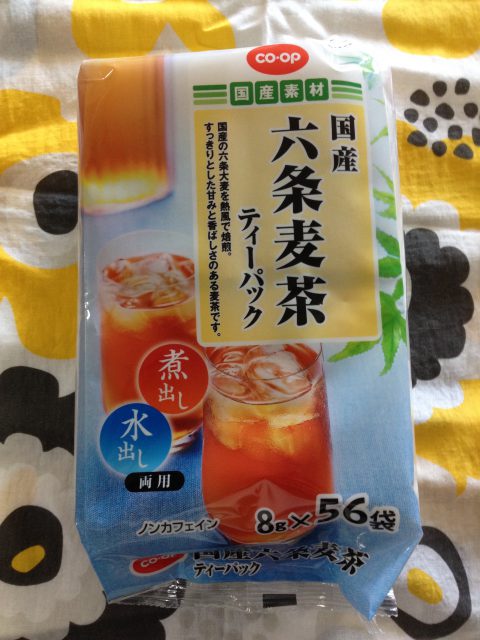 co-op
国産素材
国産
六条麦茶
ティーパック
国産の六条大麦を熱風で焙煎。
すっきりとした甘みと香ばしさのある麦茶です。
煮出し
水出し
両用
ノンカフェイン
8g×56袋
co-op
国産六条麦茶
ティーパック